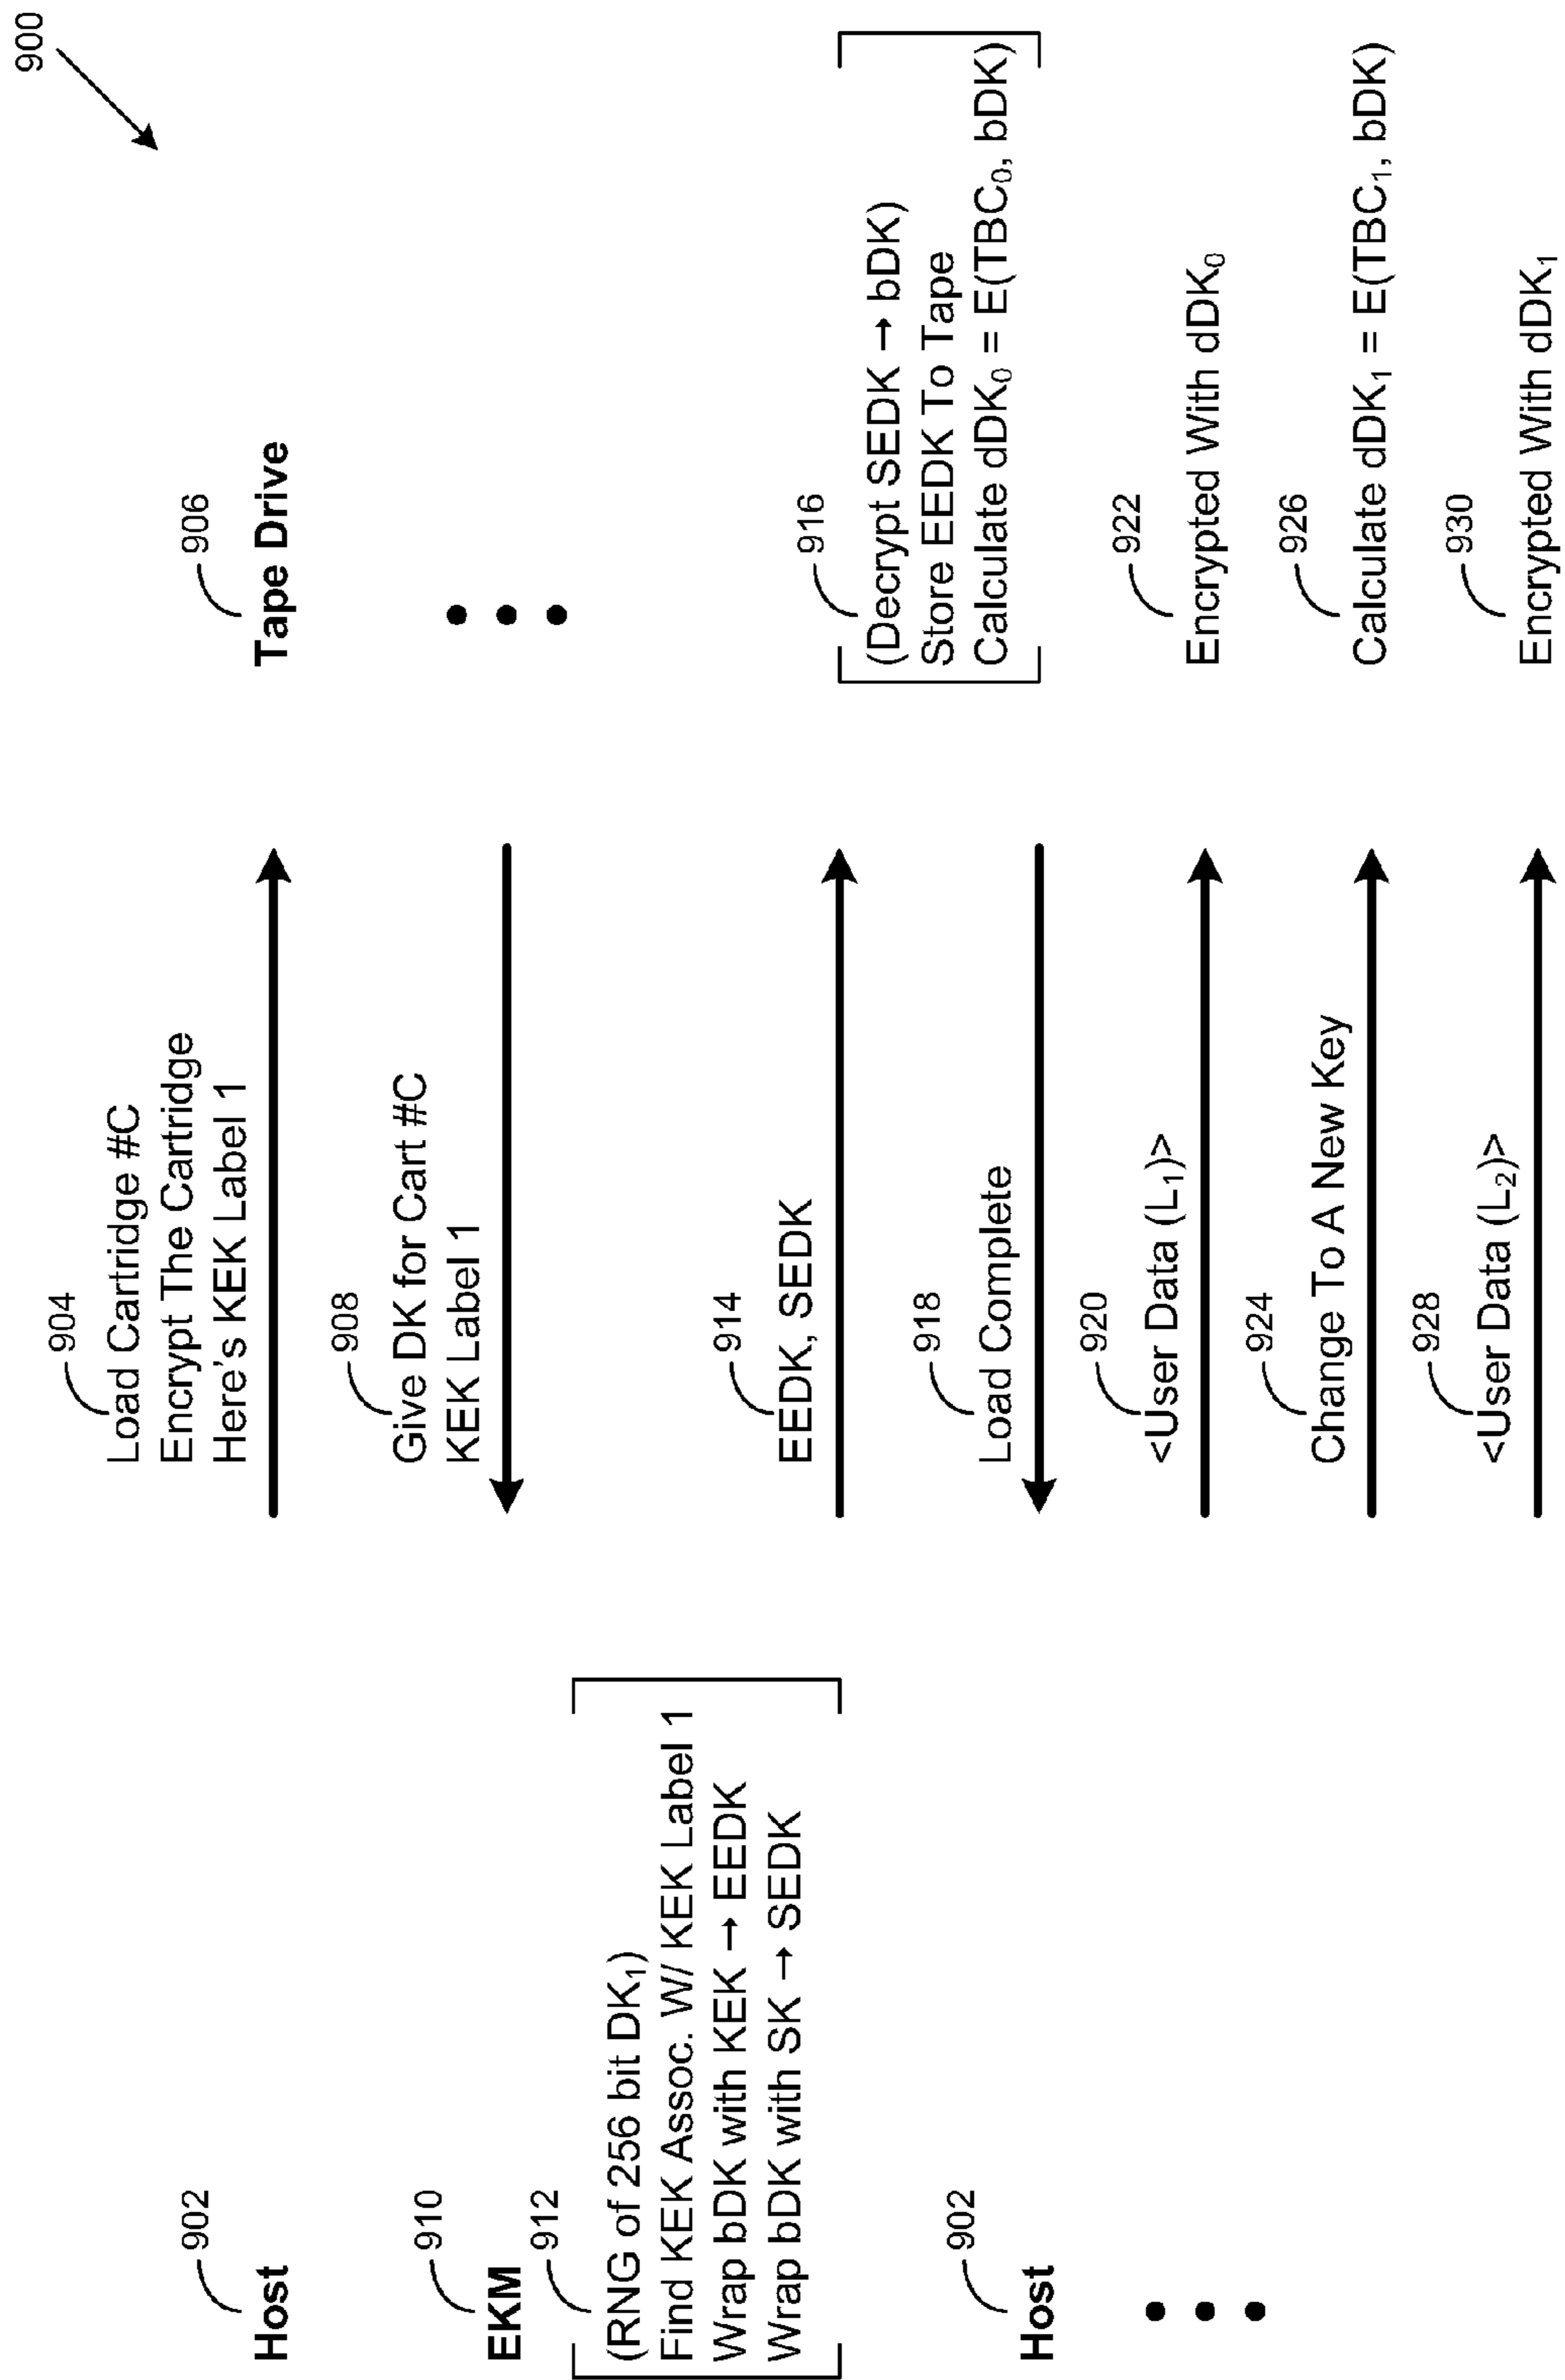 900
902
Host
904
Load Cartridge #C
Encrypt The Cartridge
Here's KEK Label 1
906
Tape Drive
910
EKM
908
Give DK for Cart #C
KEK Label 1
912
(RNG of 256 bit DK₁)
Find KEK Assoc. W/ KEK Label 1
Wrap bDK with KEK → EEDK
Wrap bDK with SK → SEDK
914
EEDK, SEDK
916
(Decrypt SEDK → bDK)
Store EEDK To Tape
Calculate dDK₀ = E(TBC₀, bDK)
902
Host
918
Load Complete
920
<User Data (L₁)>
922
Encrypted With dDK₀
924
Change To A New Key
926
Calculate dDK₁ = E(TBC₁, bDK)
928
<User Data (L₂)>
930
Encrypted With dDK₁